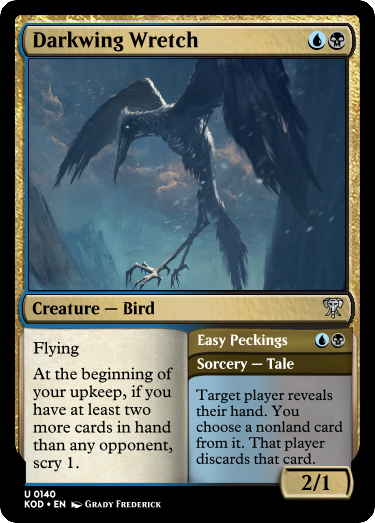 Darkwing Wretch
Creature — Bird
Flying
At the beginning of
your upkeep, if you
have at least two
more cards in hand
than any opponent,
scry 1.
Easy Peckings
Sorcery — Tale
Target player reveals
their hand. You
choose a nonland card
from it. That player
discards that card.
2/1
U 0140
KOD • EN Grady Frederick